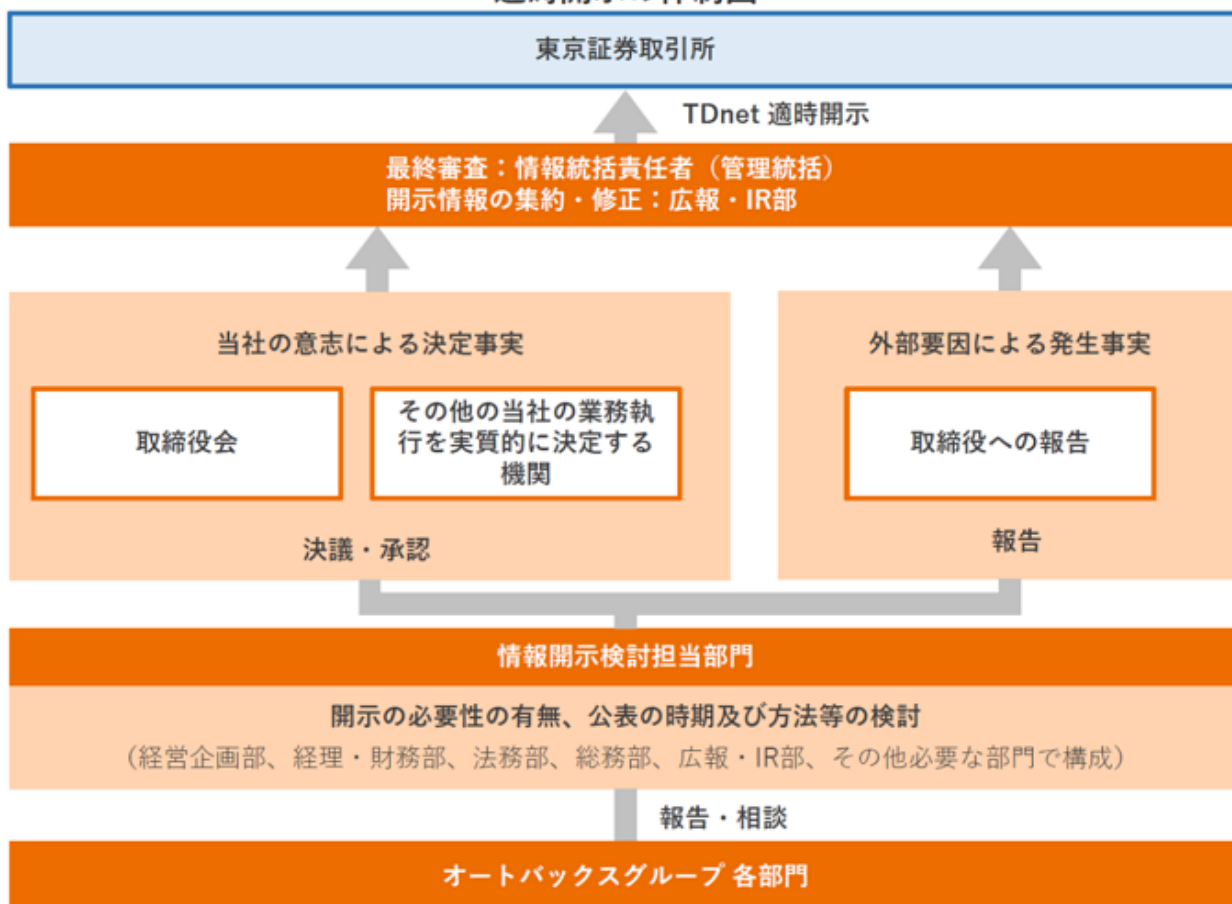 東京証券取引所
TDnet 適時開示
最終審査：情報統括責任者（管理統括）
開示情報の集約・修正：広報・IR部
当社の意志による決定事実
取締役会
その他の当社の業務執
行を実質的に決定する
機関
決議・承認
外部要因による発生事実
取締役への報告
報告
情報開示検討担当部門
開示の必要性の有無、公表の時期及び方法等の検討
（経営企画部、経理・財務部、法務部、総務部、広報・IR部、その他必要な部門で構成）
報告・相談
オートバックスグループ 各部門